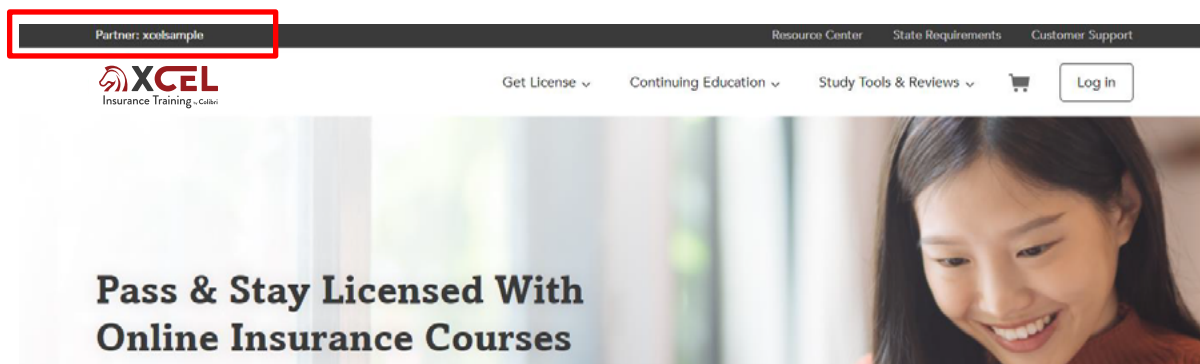 Partner: xcelsample
Resource Center State Requirements Customer Support
XCEL
Insurance Training by Colibri
Get License Continuing Education Study Tools & Reviews Log in
Pass & Stay Licensed With
Online Insurance Courses